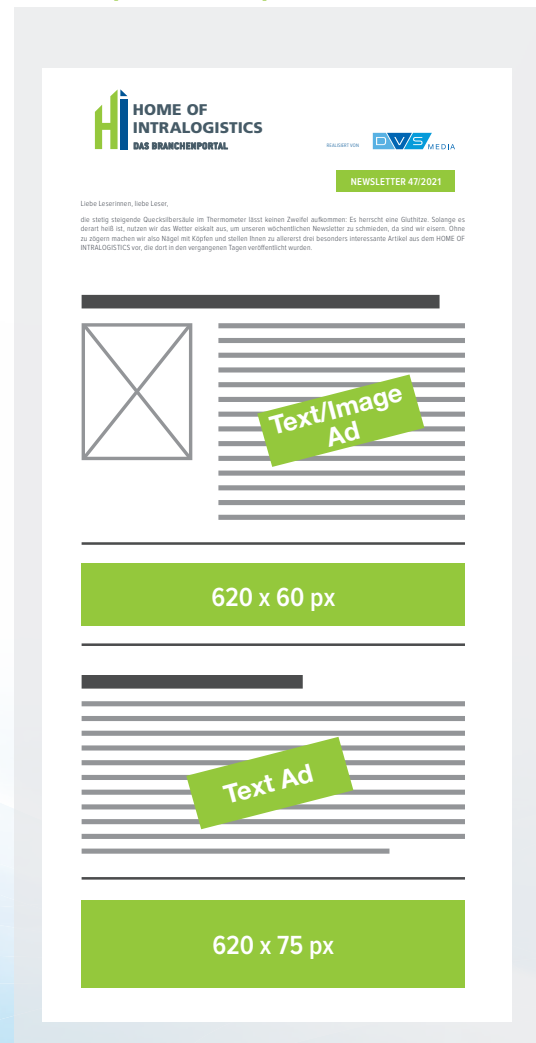 HOME OF
INTRALOGISTICS
DAS BRANCHENPORTAL
REALISIERT VON
DVS MEDIA
NEWSLETTER 47/2021
Liebe Leserinnen, liebe Leser,
die stetig steigende Quecksilbersäule im Thermometer lässt keinen Zweifel aufkommen: Es herrscht eine Gluthitze. Solange es
derart heiß ist, nutzen wir das Wetter eiskalt aus, um unseren wöchentlichen Newsletter zu schmieden, da sind wir eisern. Ohne
zu zögern machen wir also Nägel mit Köpfen und stellen Ihnen zu allererst drei besonders interessante Artikel aus dem HOME OF
INTRALOGISTICS vor, die dort in den vergangenen Tagen veröffentlicht wurden.
Text/Image
Ad
620 x 60 px
Text Ad
620 x 75 px